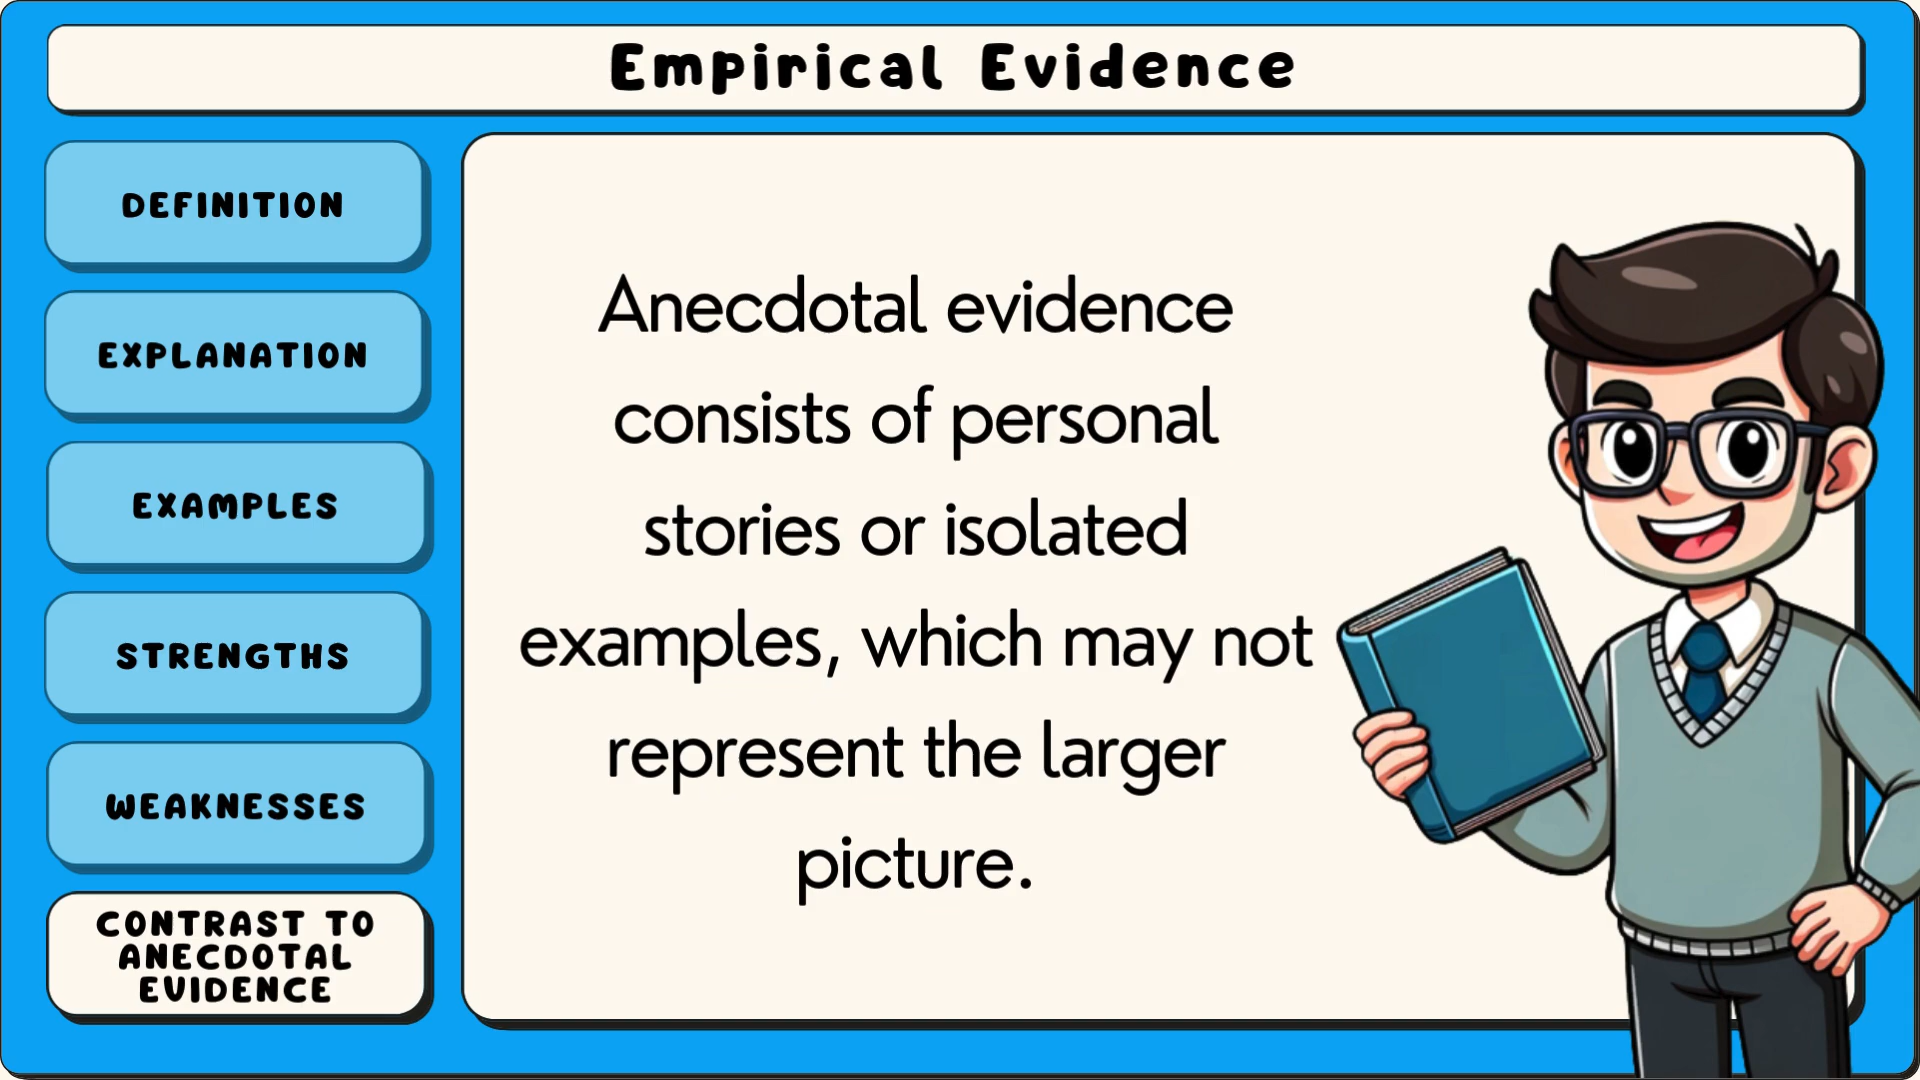 Empirical Evidence
DEFINITION
EXPLANATION
EXAMPLES
STRENGTHS
WEAKNESSES
CONTRAST TO
ANECDOTAL
EVIDENCE
Anecdotal evidence
consists of personal
stories or isolated
examples, which may not
represent the larger
picture.